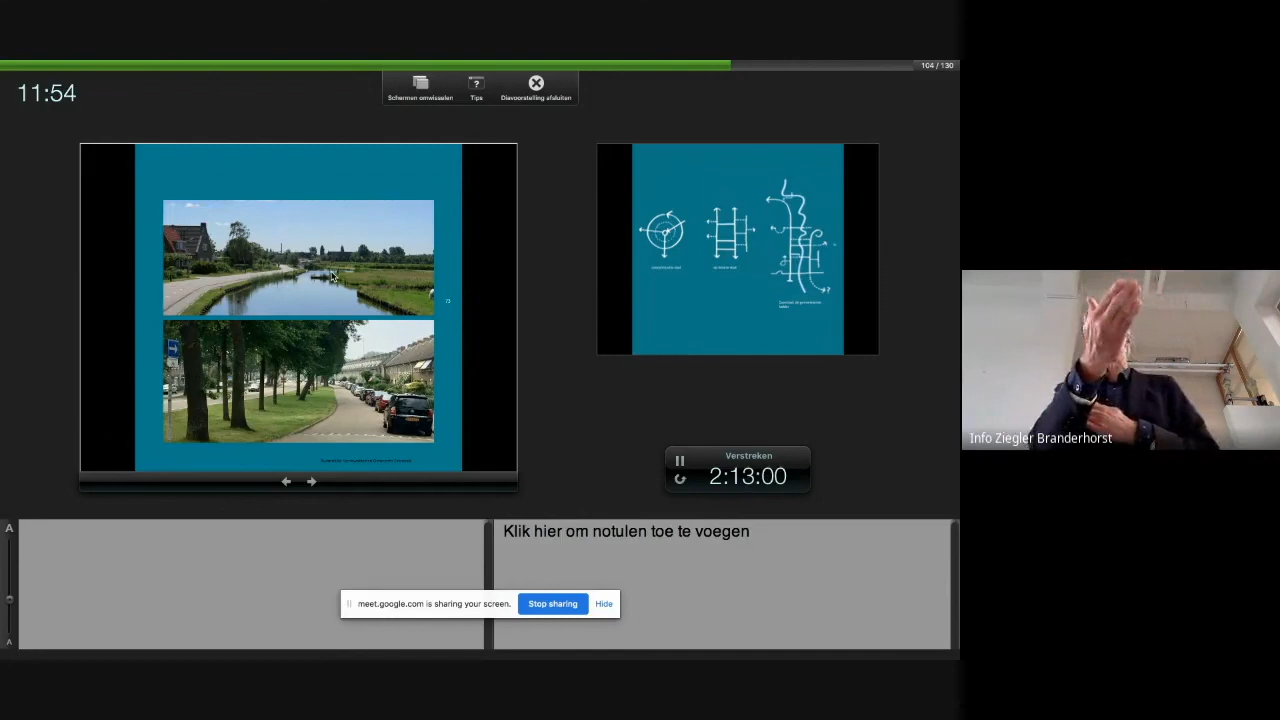 104 / 130
11:54
Schermen omwisselen
Tips
Diavoorstelling afsluiten
Verstreken
2:13:00
Info Ziegler Branderhorst
A
Klik hier om notulen toe te voegen
meet.google.com is sharing your screen.
Stop sharing
Hide
A